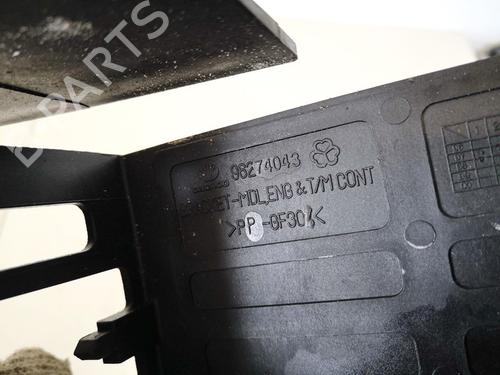 B PARTS
96274043
BRACKET-MDL,ENG & T/M CONT
>PP-GF30<